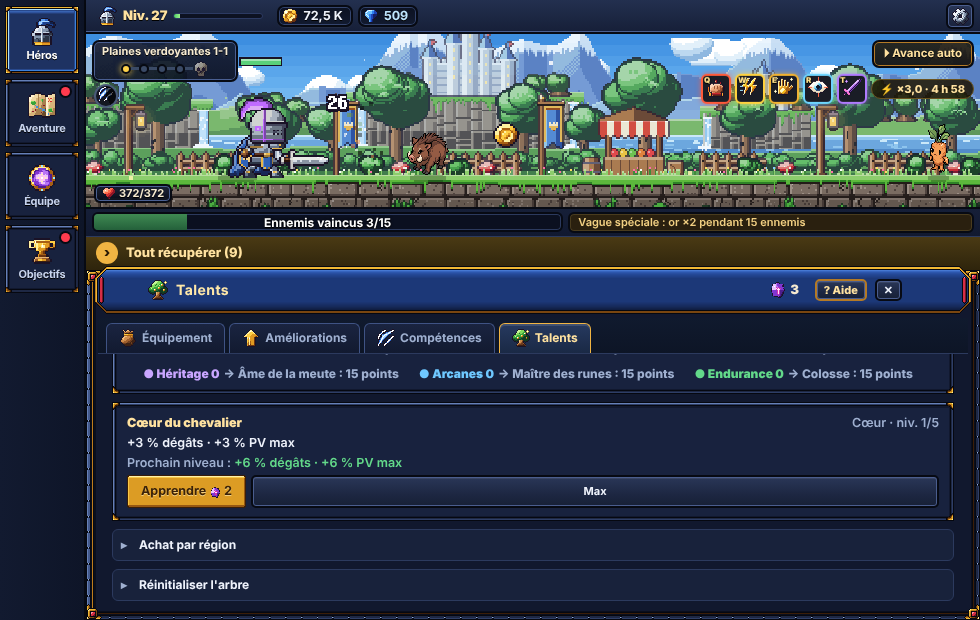 Héros
Aventure
Équipe
Objectifs
Niv. 27
72,5 K
509
Plaines verdoyantes 1-1
Avance auto
Q
W
E
R
T
×3,0 · 4 h 58
26
372/372
Ennemis vaincus 3/15
Vague spéciale : or ×2 pendant 15 ennemis
Tout récupérer (9)
Talents
3
? Aide
×
Équipement
Améliorations
Compétences
Talents
Héritage 0 → Âme de la meute : 15 points
Arcanes 0 → Maître des runes : 15 points
Endurance 0 → Colosse : 15 points
Cœur du chevalier
Cœur · niv. 1/5
+3 % dégâts · +3 % PV max
Prochain niveau : +6 % dégâts · +6 % PV max
Apprendre 2
Max
Achat par région
Réinitialiser l'arbre